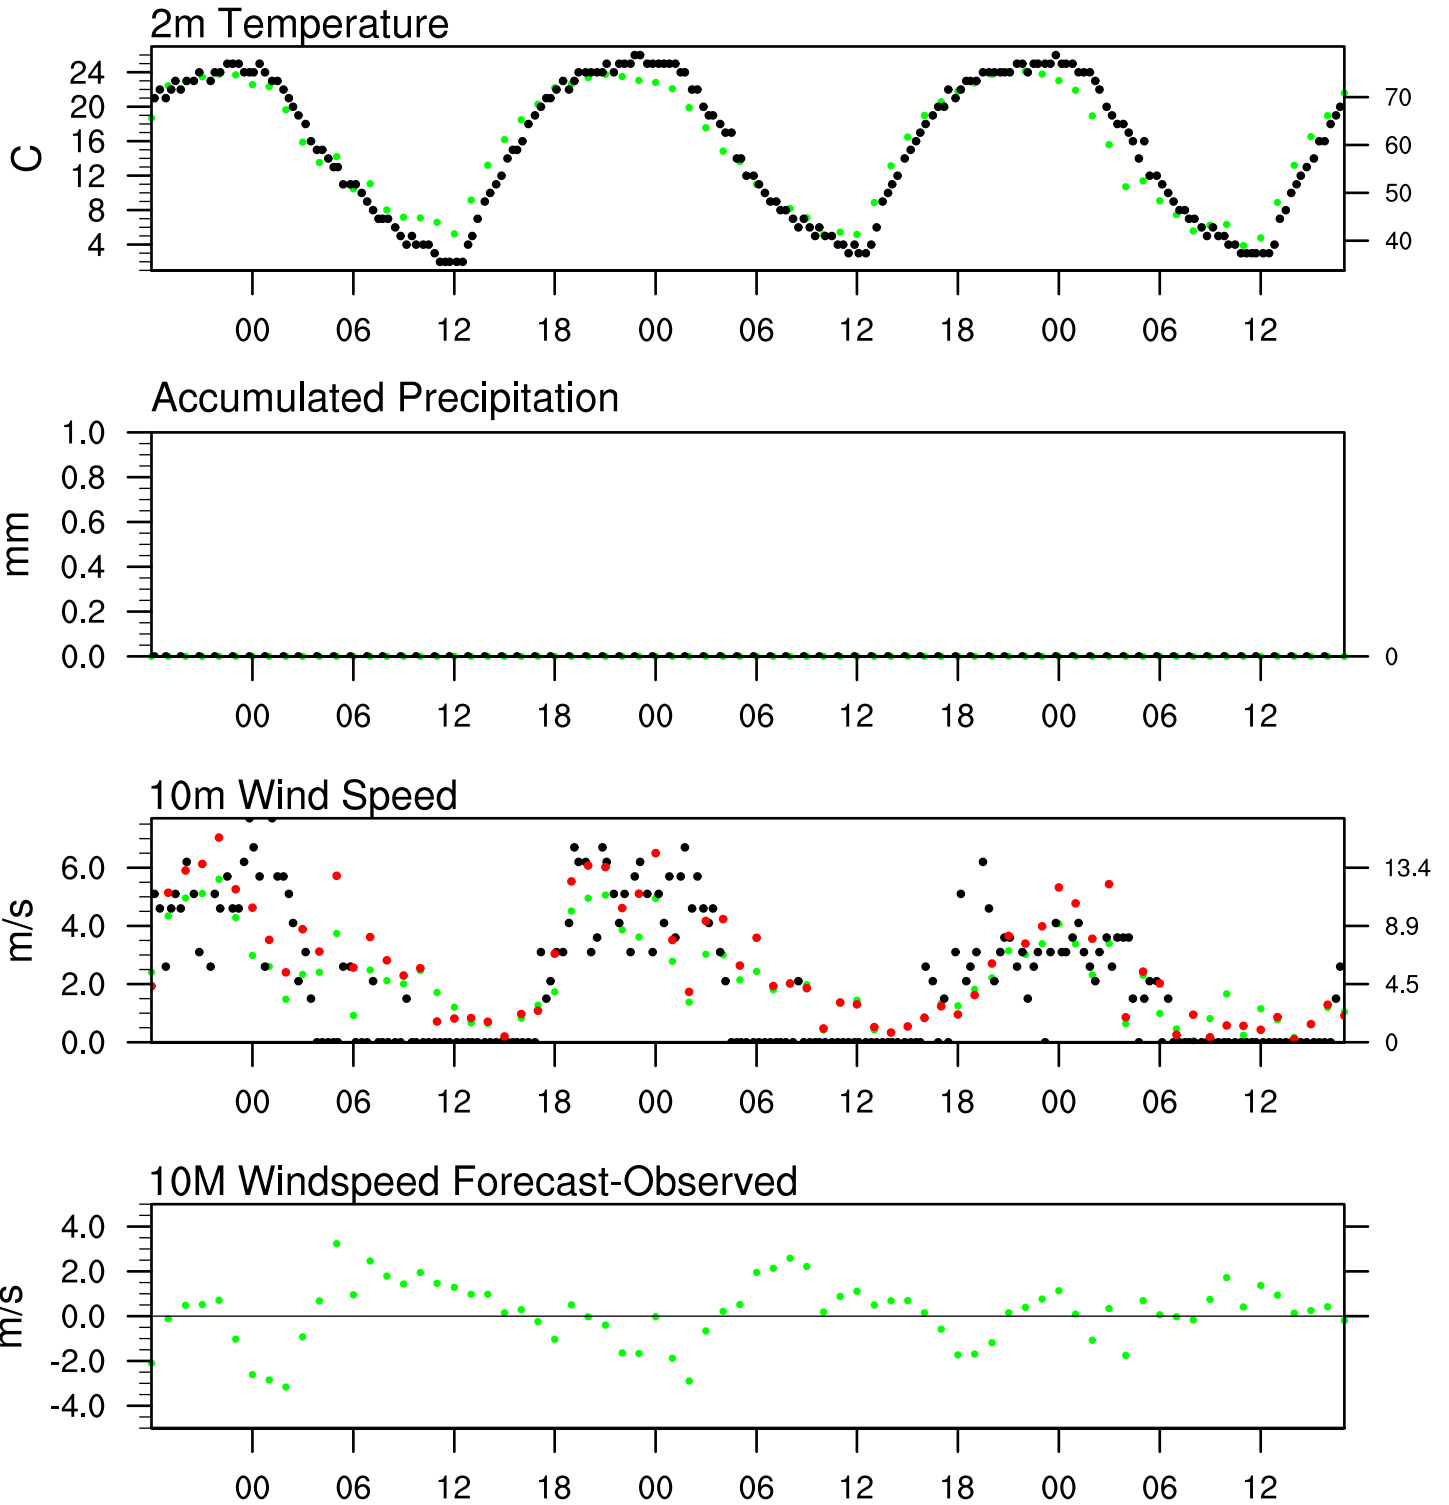 2m Temperature
C
24
20
16
12
8
4
70
60
50
40
00 06 12 18 00 06 12 18 00 06 12
Accumulated Precipitation
mm
1.0
0.8
0.6
0.4
0.2
0.0
0
00 06 12 18 00 06 12 18 00 06 12
10m Wind Speed
m/s
6.0
4.0
2.0
0.0
13.4
8.9
4.5
0
00 06 12 18 00 06 12 18 00 06 12
10M Windspeed Forecast-Observed
m/s
4.0
2.0
0.0
-2.0
-4.0
00 06 12 18 00 06 12 18 00 06 12